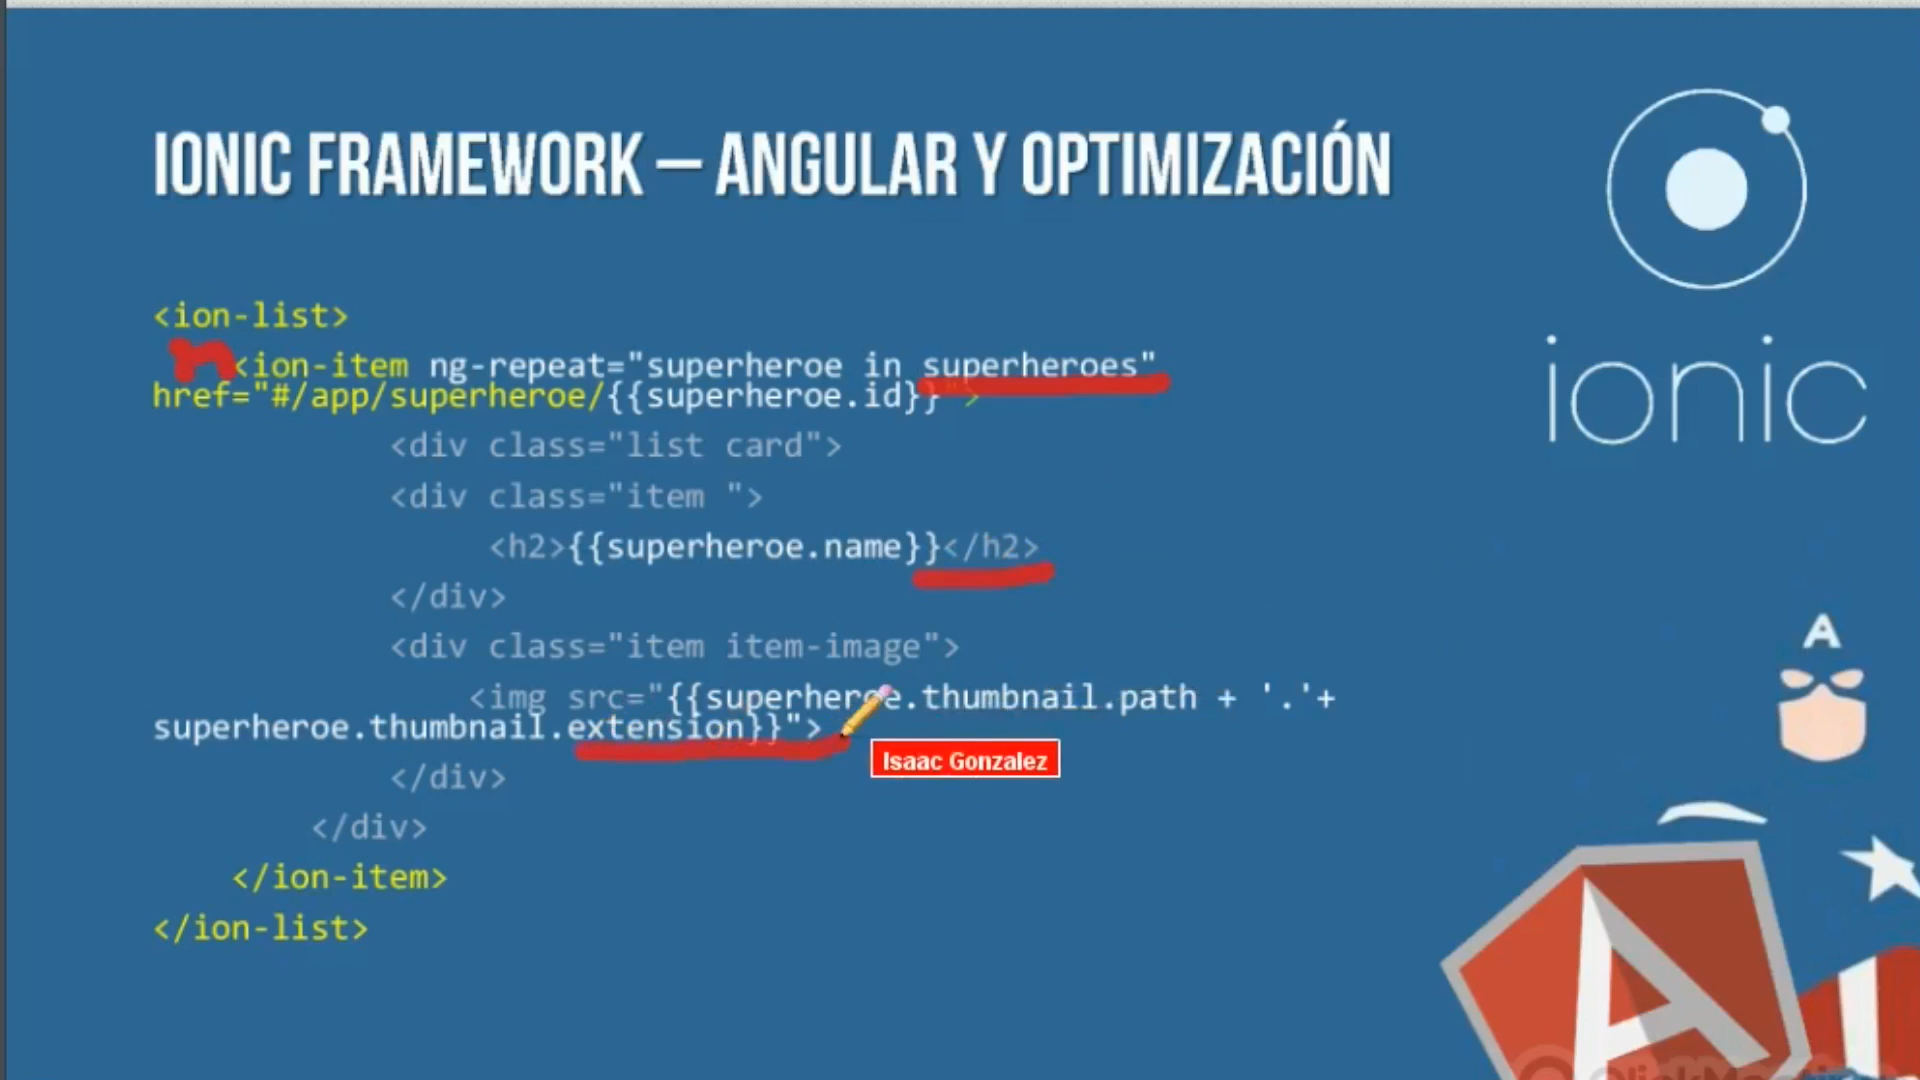 IONIC FRAMEWORK – ANGULAR Y OPTIMIZACIÓN
<ion-list>
<ion-item ng-repeat="superheroe in superheroes"
href="#/app/superheroe/{{superheroe.id}}">
<div class="list card">
<div class="item ">
<h2>{{superheroe.name}}</h2>
</div>
<div class="item item-image">
<img src="{{superheroe.thumbnail.path + '.'+
superheroe.thumbnail.extension}}">
</div>
</div>
</ion-item>
</ion-list>
Isaac Gonzalez
ionic
A
A